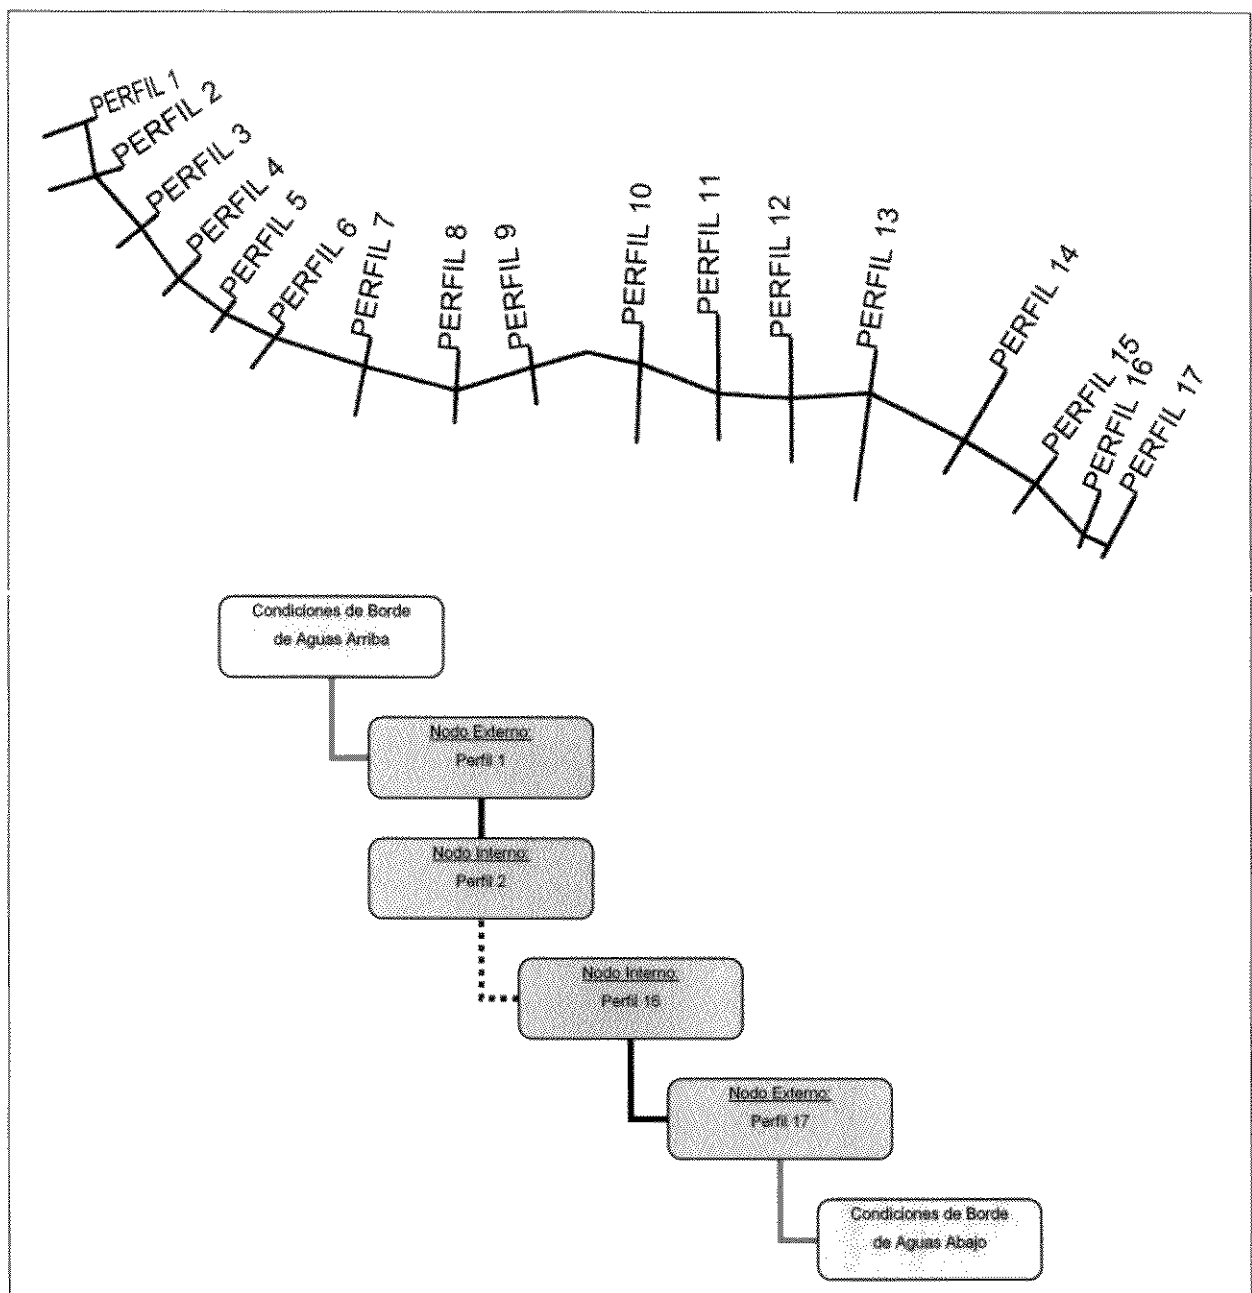 PERFIL 1
PERFIL 2
PERFIL 3
PERFIL 4
PERFIL 5
PERFIL 6
PERFIL 7
PERFIL 8
PERFIL 9
PERFIL 10
PERFIL 11
PERFIL 12
PERFIL 13
PERFIL 14
PERFIL 15
PERFIL 16
PERFIL 17
Condiciones de Borde
de Aguas Arriba
Nodo Externo:
Perfil 1
Nodo Interno:
Perfil 2
Nodo Interno:
Perfil 16
Nodo Externo:
Perfil 17
Condiciones de Borde
de Aguas Abajo